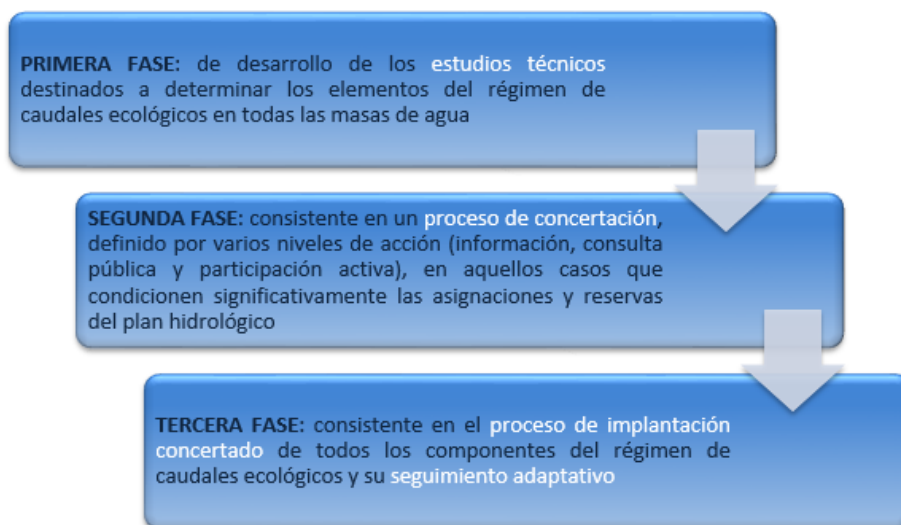 PRIMERA FASE: de desarrollo de los estudios técnicos
destinados a determinar los elementos del régimen de
caudales ecológicos en todas las masas de agua
SEGUNDA FASE: consistente en un proceso de concertación,
definido por varios niveles de acción (información, consulta
pública y participación activa), en aquellos casos que
condicionen significativamente las asignaciones y reservas
del plan hidrológico
TERCERA FASE: consistente en el proceso de implantación
concertado de todos los componentes del régimen de
caudales ecológicos y su seguimiento adaptativo